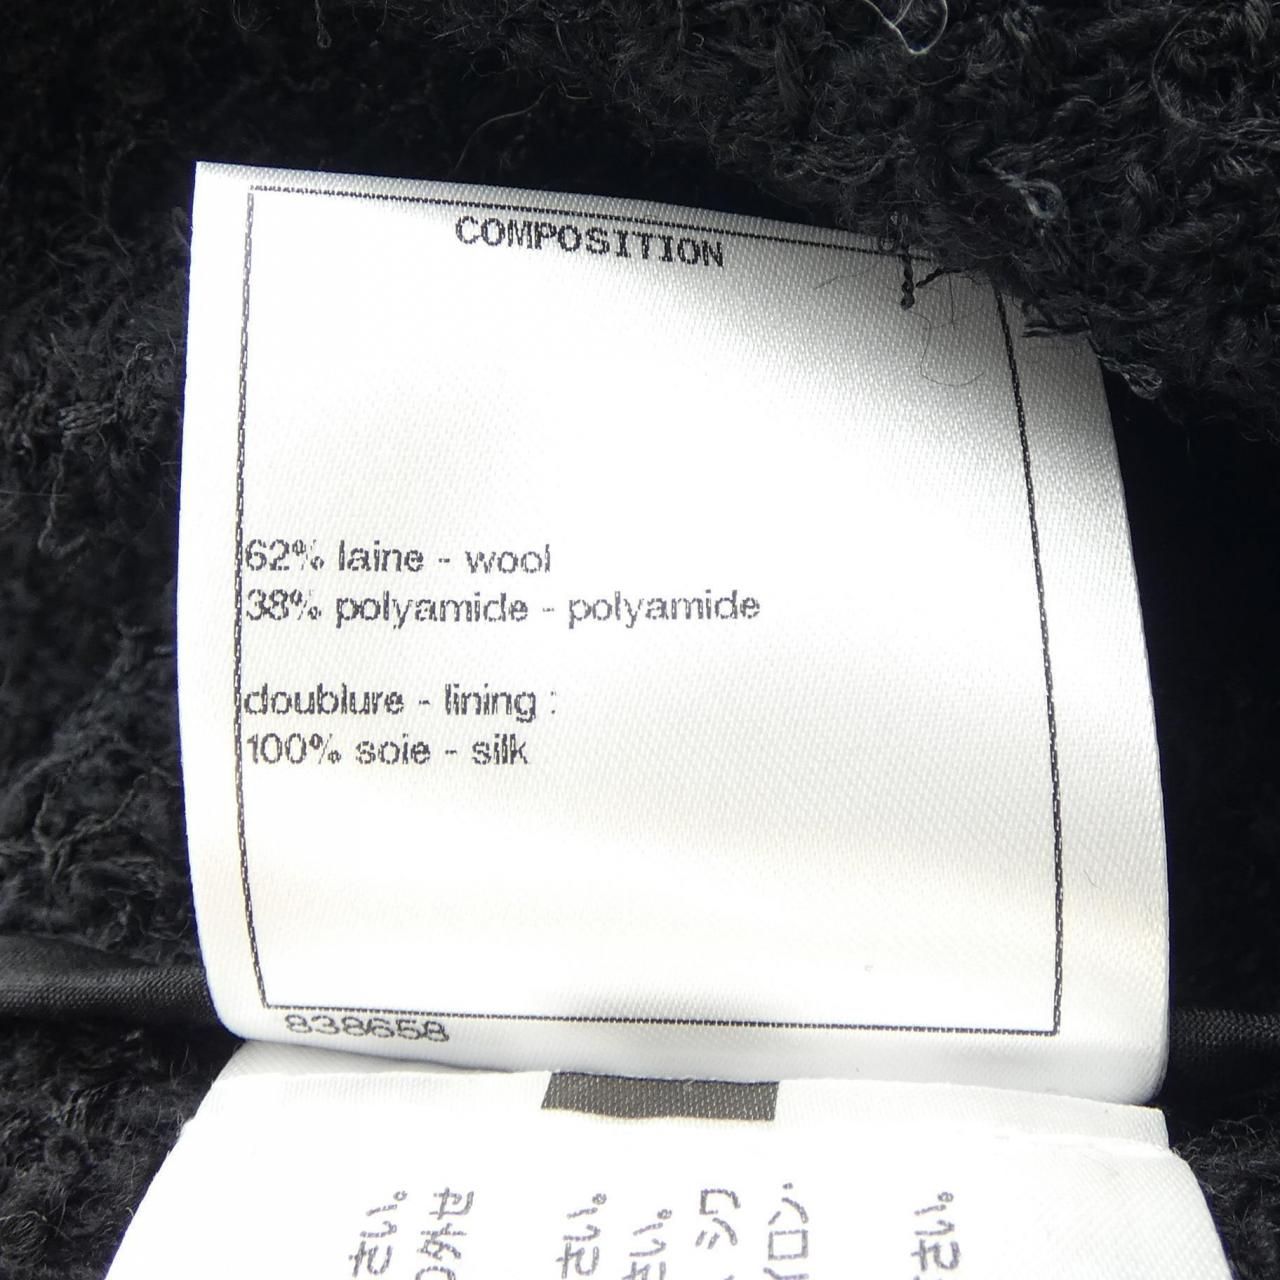 COMPOSITION
62% laine - wool
38% polyamide - polyamide
doublure - lining :
100% soie - silk
838658